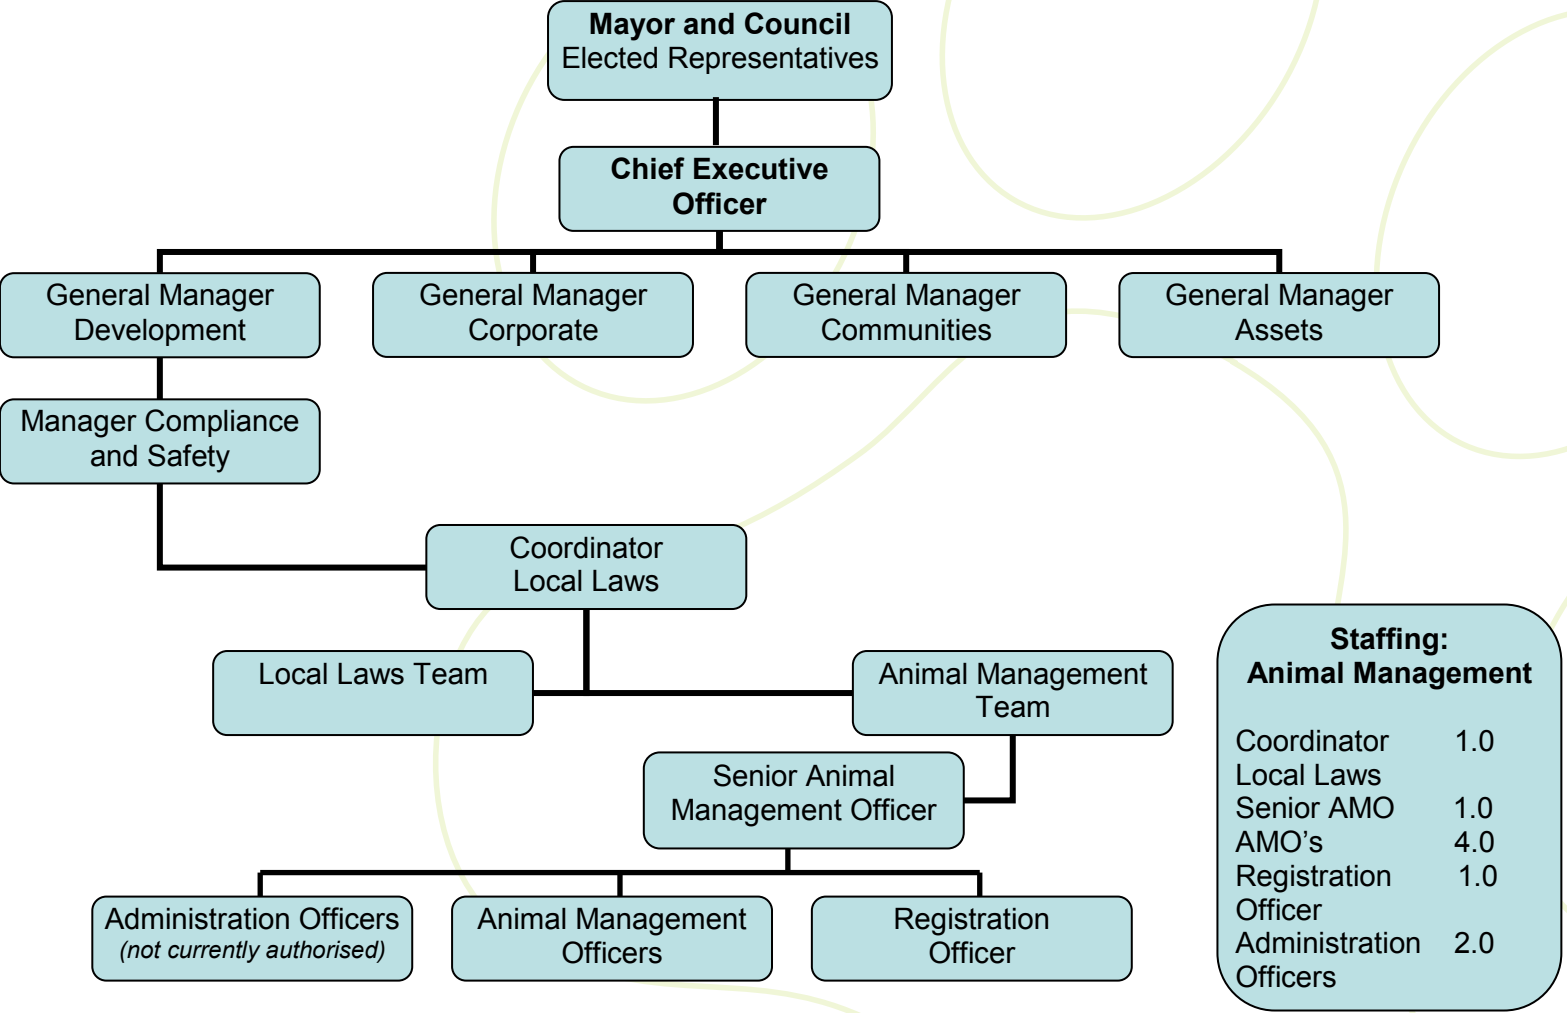 Mayor and Council
Elected Representatives
Chief Executive
Officer
General Manager
Development
General Manager
Corporate
General Manager
Communities
General Manager
Assets
Manager Compliance
and Safety
Coordinator
Local Laws
Local Laws Team
Animal Management
Team
Senior Animal
Management Officer
Administration Officers
(not currently authorised)
Animal Management
Officers
Registration
Officer
Staffing:
Animal Management
Coordinator 1.0
Local Laws
Senior AMO 1.0
AMO’s 4.0
Registration 1.0
Officer
Administration 2.0
Officers